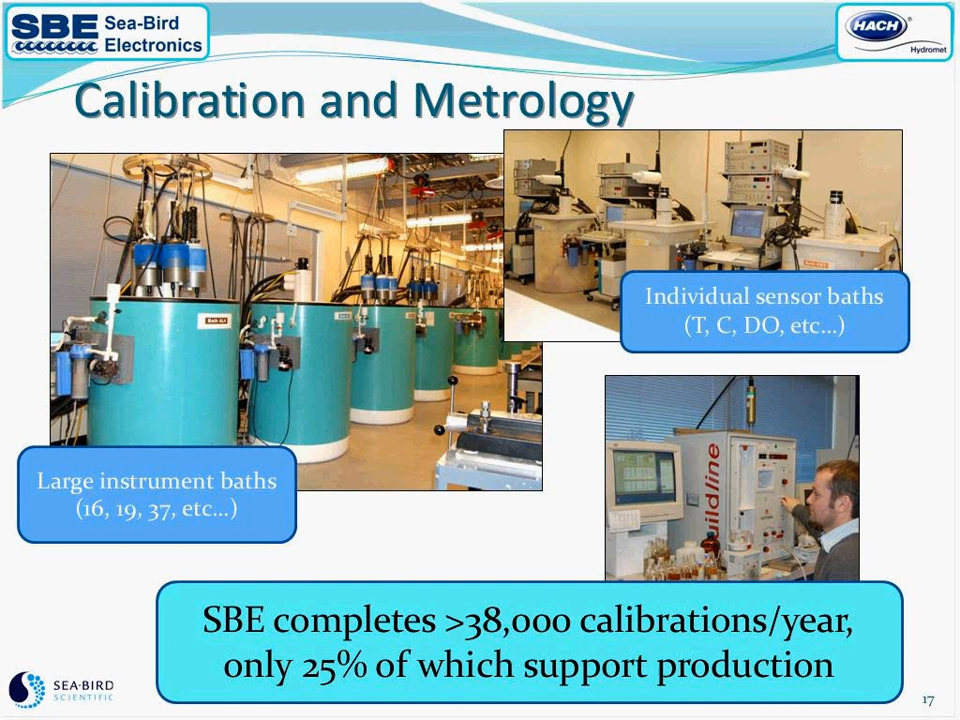 SBE Sea-Bird
Electronics
HACH
Hydromet
Calibration and Metrology
Individual sensor baths
(T, C, DO, etc…)
Large instrument baths
(16, 19, 37, etc…)
uildline
SBE completes >38,000 calibrations/year,
only 25% of which support production
SEA·BIRD
SCIENTIFIC
17